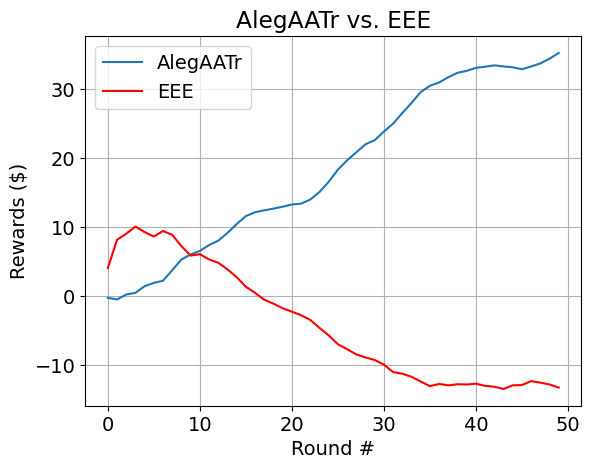 AlegAATr vs. EEE
AlegAATr
EEE
Rewards ($)
30
20
10
0
−10
0 10 20 30 40 50
Round #